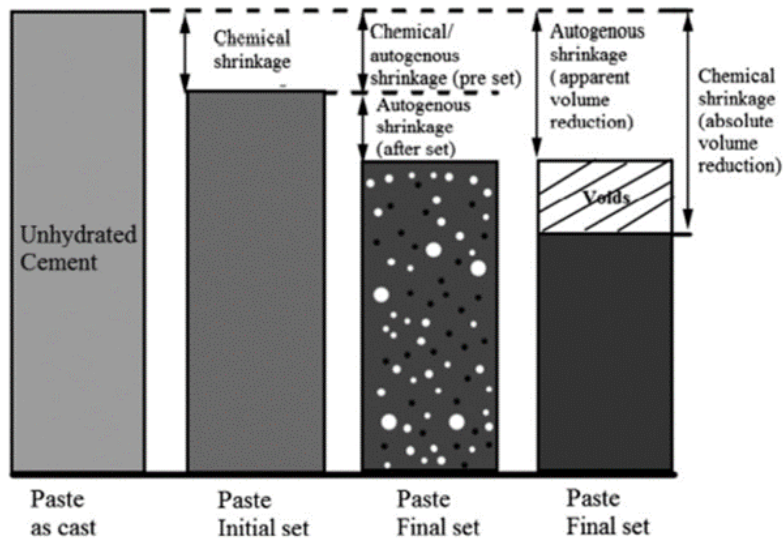 Chemical
shrinkage
Chemical/
autogenous
shrinkage (pre set)
Autogenous
shrinkage
(after set)
Autogenous
shrinkage
(apparent
volume
reduction)
Chemical
shrinkage
(absolute
volume
reduction)
Voids
Unhydrated
Cement
Paste
as cast
Paste
Initial set
Paste
Final set
Paste
Final set